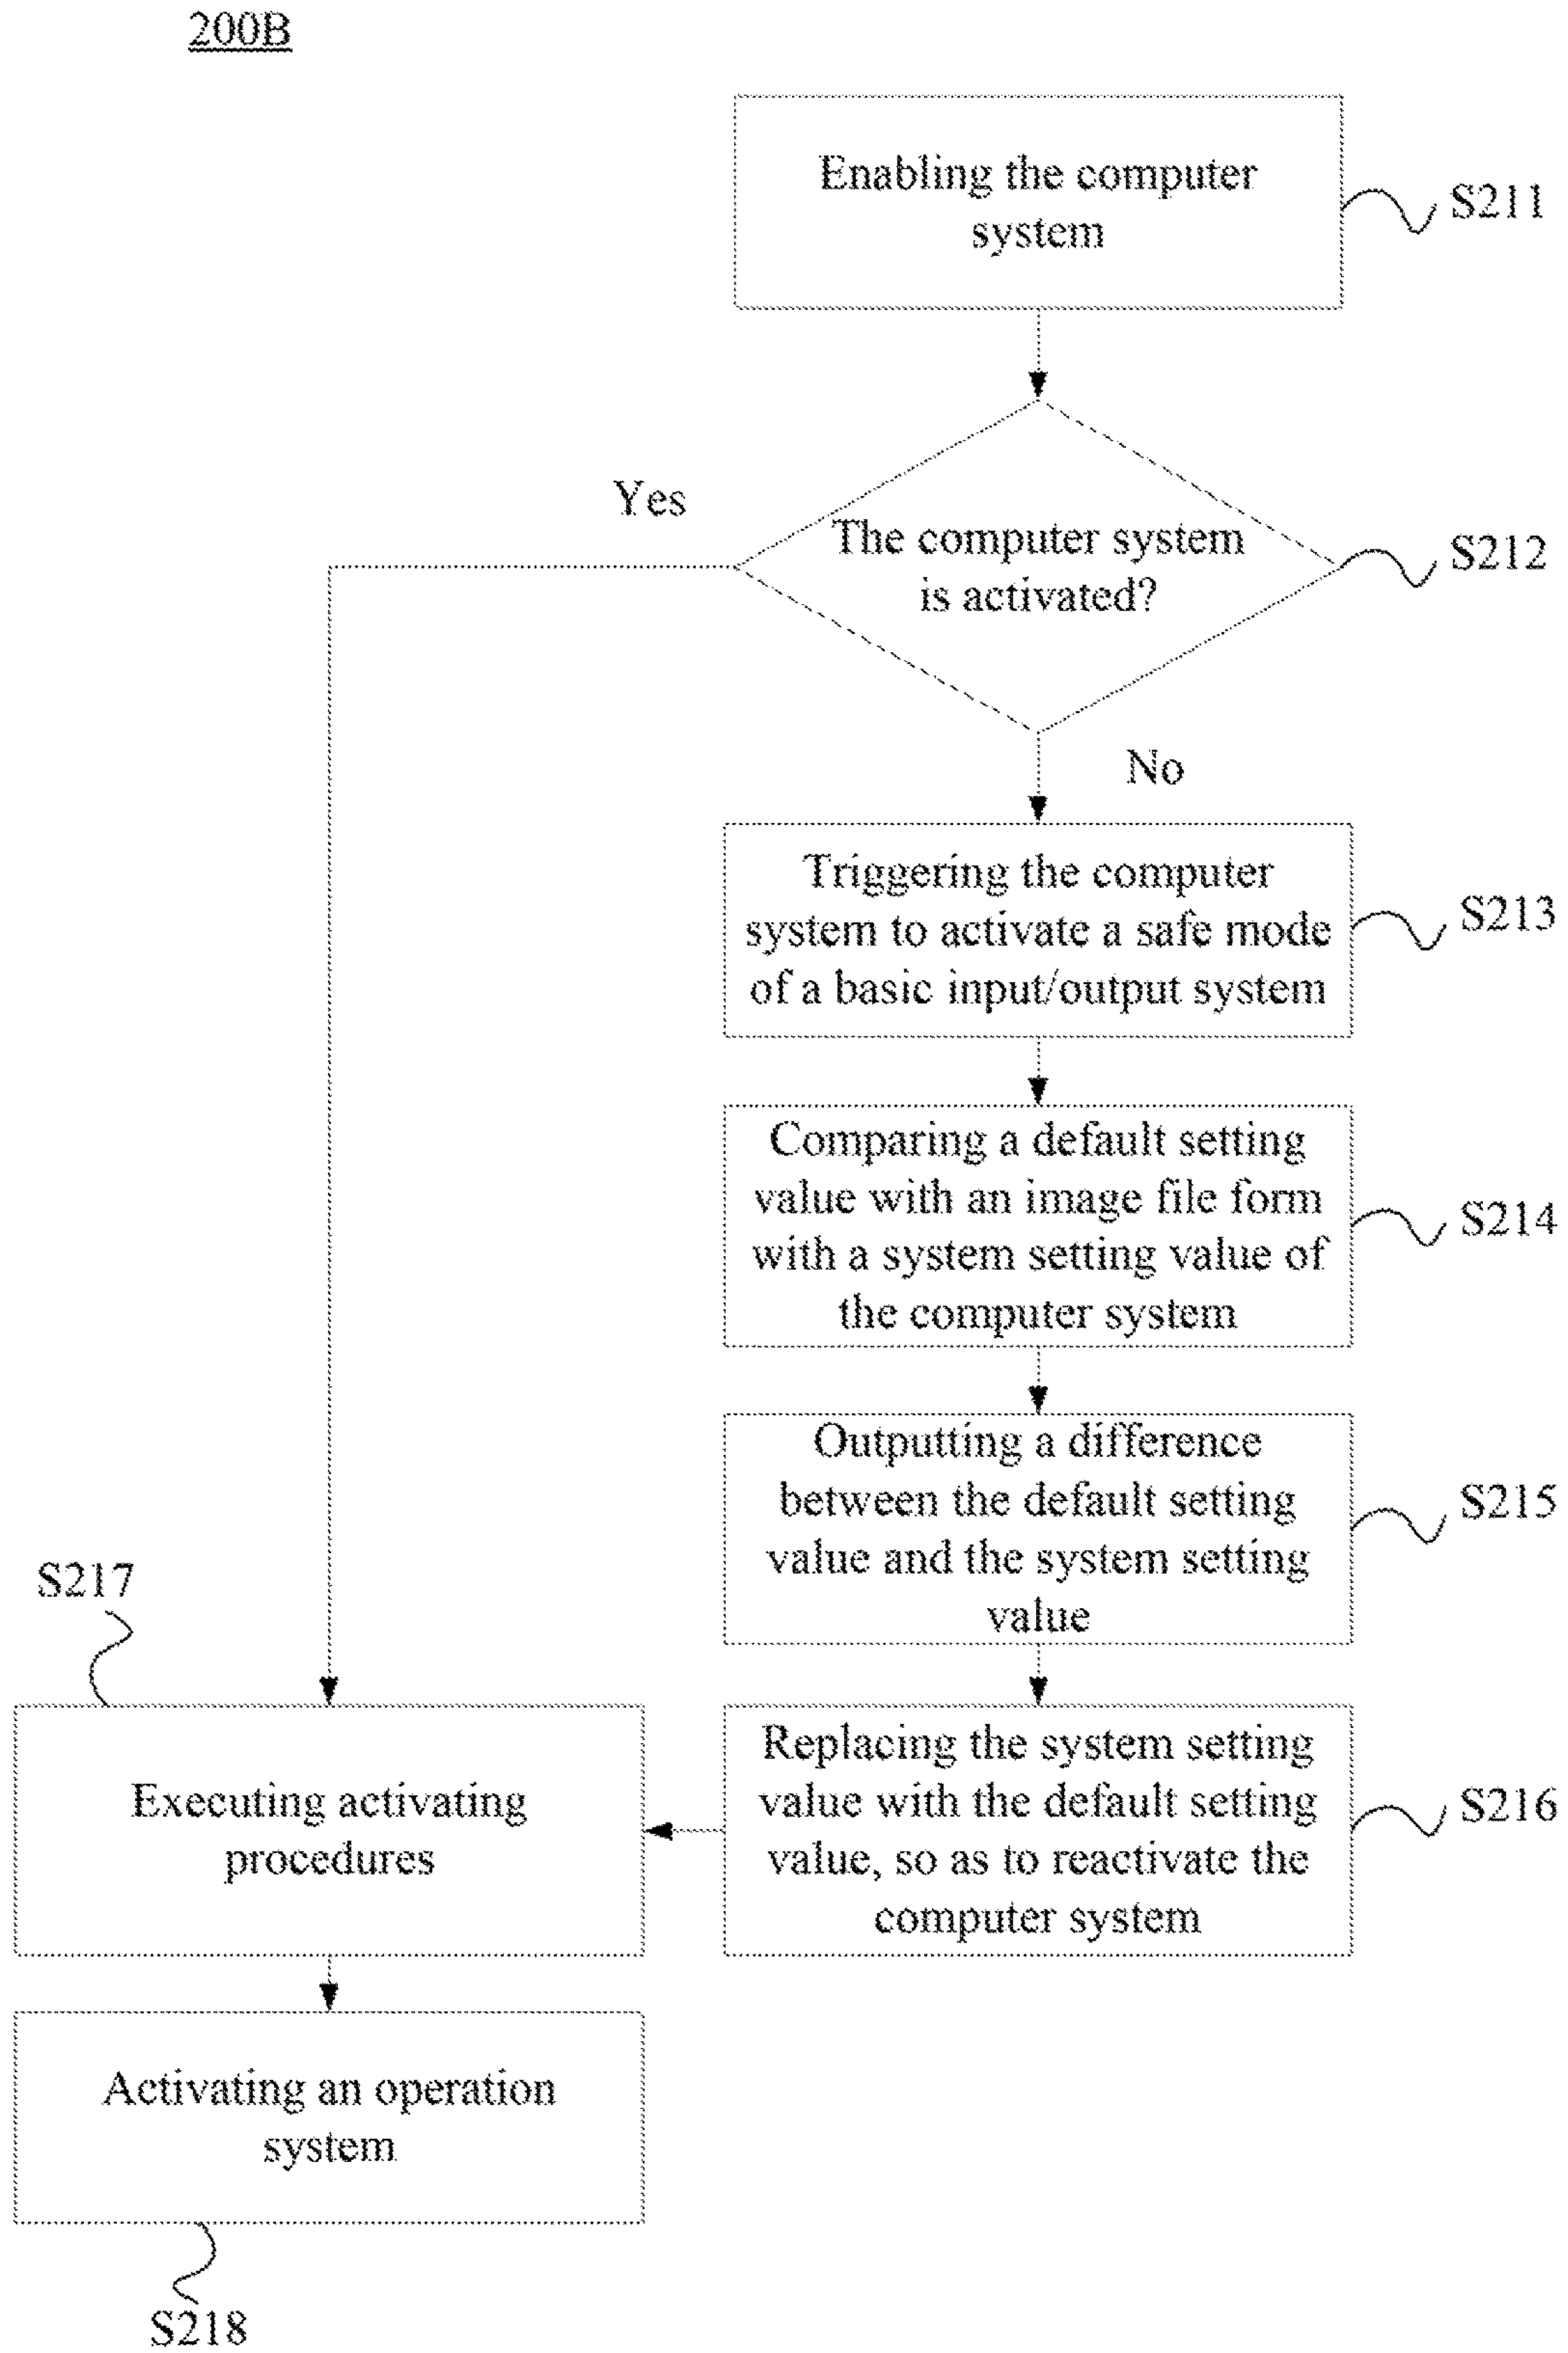 200B
Enabling the computer
system
S211
Yes
The computer system
is activated?
S212
No
Triggering the computer
system to activate a safe mode
of a basic input/output system
S213
Comparing a default setting
value with an image file form
with a system setting value of
the computer system
S214
Outputting a difference
between the default setting
value and the system setting
value
S215
Replacing the system setting
value with the default setting
value, so as to reactivate the
computer system
S216
S217
Executing activating
procedures
Activating an operation
system
S218